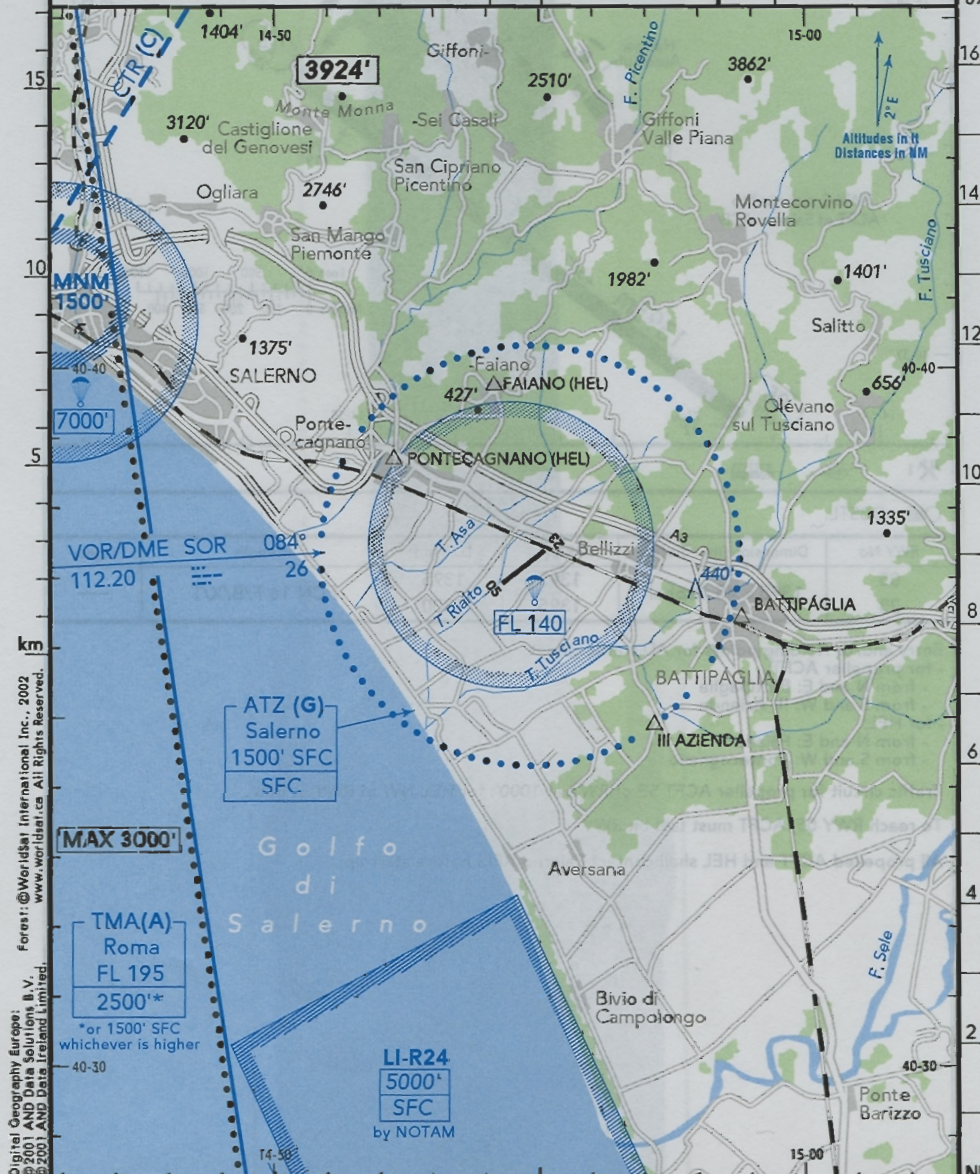 1404'
14-50
15-00
CTR (C)
15
16
3924'
Monte Monna
Giffoni-
-Sei Casali
2510'
F. Picentino
3862'
2°E
Altitudes in ft
Distances in NM
3120'
Castiglione
del Genovesi
Giffoni
Valle Piana
San Cipriano
Picentino
Ogliara
2746'
14
Montecorvino
Rovella
San Mango
Piemonte
F. Tusciano
10
MNM
1500'
1982'
1401'
Salitto
12
1375'
40-40
SALERNO
-Faiano
FAIANO (HEL)
427'
40-40
656'
7000'
Olévano
sul Tusciano
Ponte-
cagnano
5
PONTECAGNANO (HEL)
10
1335'
A3
VOR/DME SOR 084°
112.20
26
T. Asa
23
Bellizzi
05
440'
T. Rialto
FL 140
BATTIPÁGLIA
8
T. Tusciano
km
BATTIPÁGLIA
ATZ (G)
Salerno
1500' SFC
SFC
III AZIENDA
6
MAX 3000'
Golfo
di
Salerno
Aversana
4
TMA(A)
Roma
FL 195
2500'*
*or 1500' SFC
whichever is higher
F. Sele
Bivio di
Campolongo
2
40-30
LI-R24
5000'
SFC
by NOTAM
40-30
Ponte
Barizzo
14-50
15-00
Forest: ©WorldSat International Inc., 2002
www.worldsat.ca All Rights Reserved.
Digital Geography Europe:
2001 AND Data Solutions B.V.
2001 AND Data Ireland Limited.